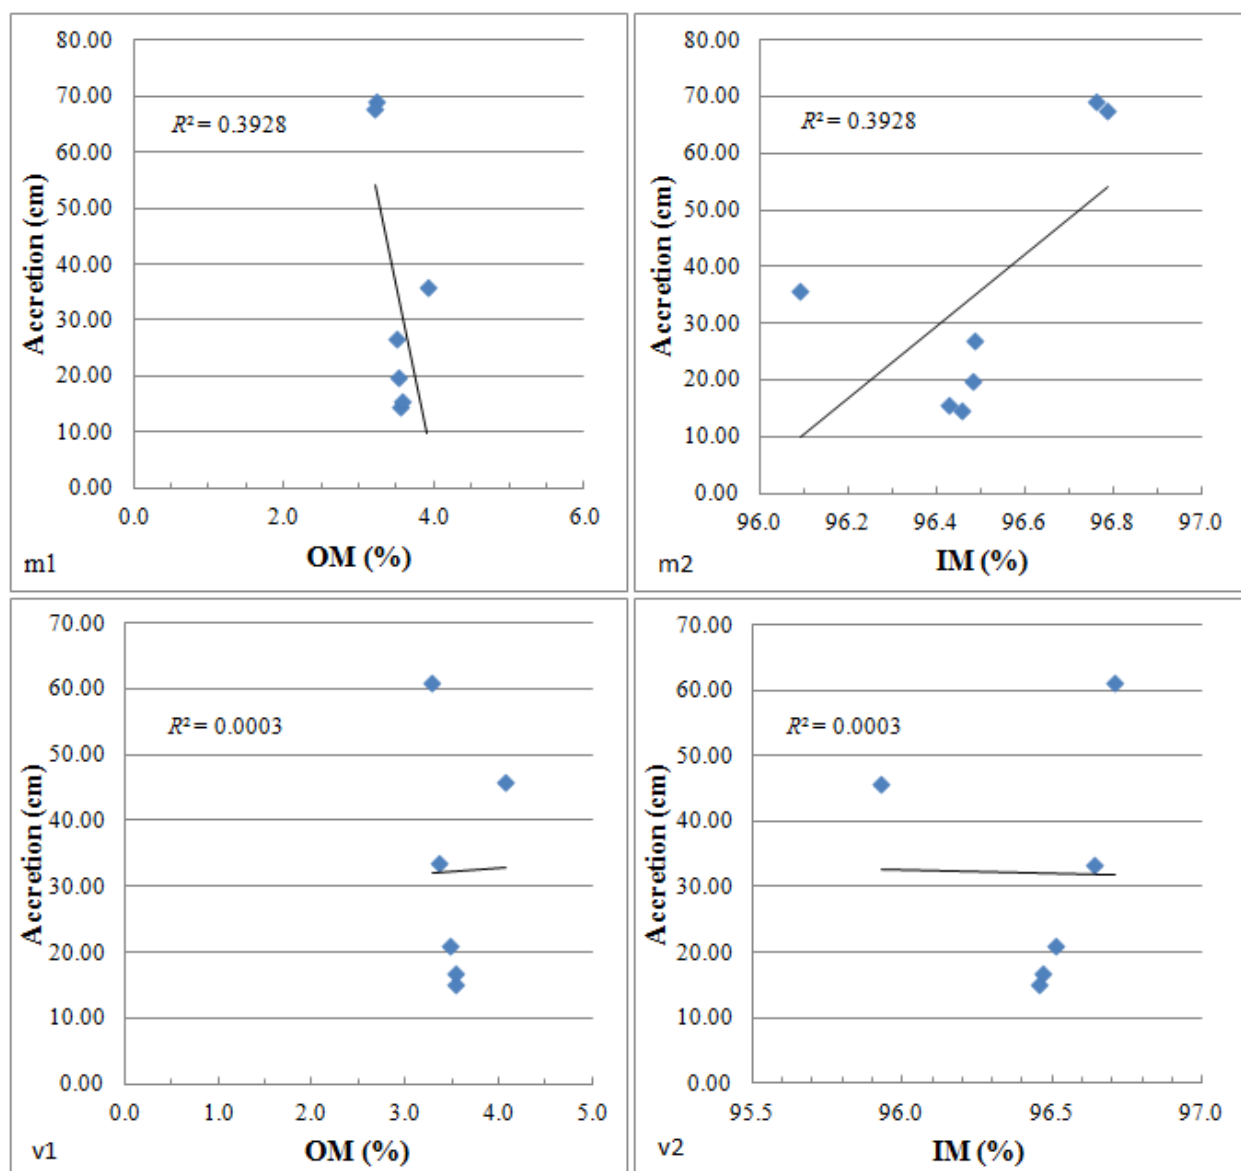 80.00
70.00
60.00
50.00
40.00
30.00
20.00
10.00
0.00
Accretion (cm)
R² = 0.3928
0.0 2.0 4.0 6.0
OM (%)
m1
80.00
70.00
60.00
50.00
40.00
30.00
20.00
10.00
0.00
Accretion (cm)
R² = 0.3928
96.0 96.2 96.4 96.6 96.8 97.0
IM (%)
m2
70.00
60.00
50.00
40.00
30.00
20.00
10.00
0.00
Accretion (cm)
R² = 0.0003
0.0 1.0 2.0 3.0 4.0 5.0
OM (%)
v1
70.00
60.00
50.00
40.00
30.00
20.00
10.00
0.00
Accretion (cm)
R² = 0.0003
95.5 96.0 96.5 97.0
IM (%)
v2